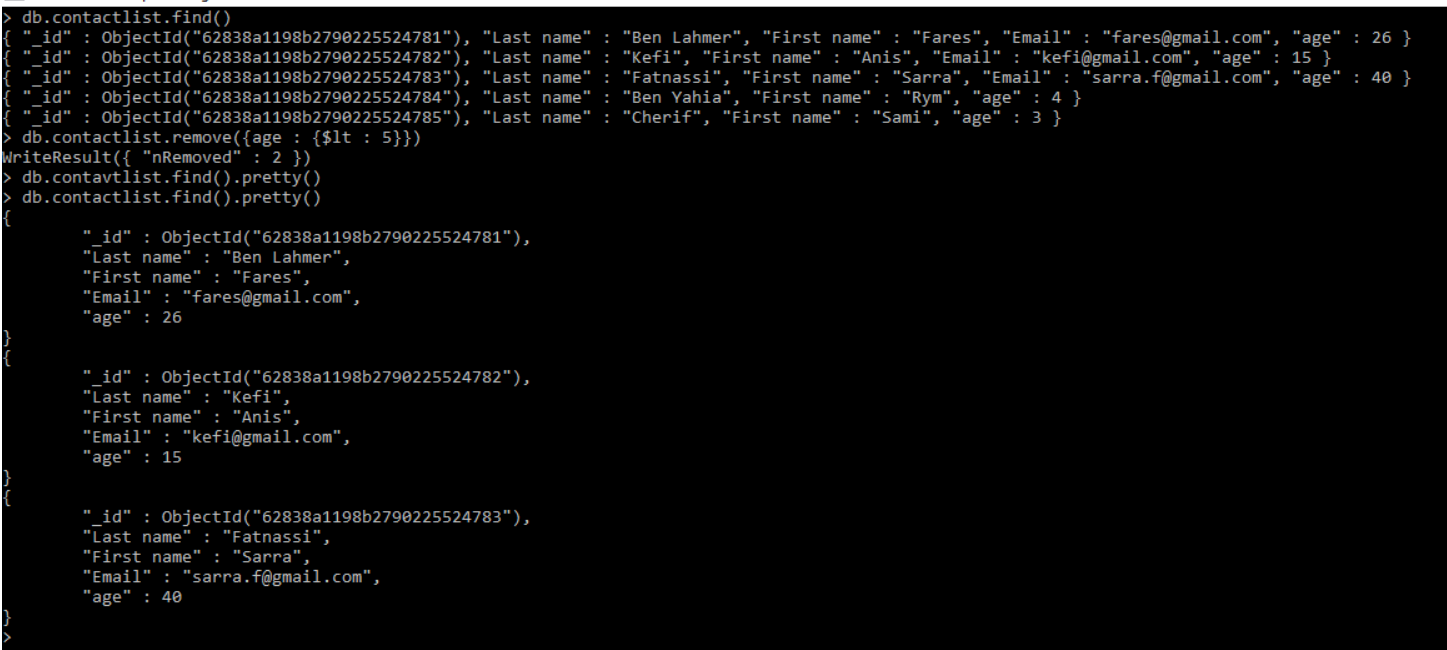 > db.contactlist.find()
{ "_id" : ObjectId("62838a1198b2790225524781"), "Last name" : "Ben Lahmer", "First name" : "Fares", "Email" : "fares@gmail.com", "age" : 26 }
{ "_id" : ObjectId("62838a1198b2790225524782"), "Last name" : "Kefi", "First name" : "Anis", "Email" : "kefi@gmail.com", "age" : 15 }
{ "_id" : ObjectId("62838a1198b2790225524783"), "Last name" : "Fatnassi", "First name" : "Sarra", "Email" : "sarra.f@gmail.com", "age" : 40 }
{ "_id" : ObjectId("62838a1198b2790225524784"), "Last name" : "Ben Yahia", "First name" : "Rym", "age" : 4 }
{ "_id" : ObjectId("62838a1198b2790225524785"), "Last name" : "Cherif", "First name" : "Sami", "age" : 3 }
> db.contactlist.remove({age : {$lt : 5}})
WriteResult({ "nRemoved" : 2 })
> db.contavtlist.find().pretty()
> db.contactlist.find().pretty()
{
        "_id" : ObjectId("62838a1198b2790225524781"),
        "Last name" : "Ben Lahmer",
        "First name" : "Fares",
        "Email" : "fares@gmail.com",
        "age" : 26
}
{
        "_id" : ObjectId("62838a1198b2790225524782"),
        "Last name" : "Kefi",
        "First name" : "Anis",
        "Email" : "kefi@gmail.com",
        "age" : 15
}
{
        "_id" : ObjectId("62838a1198b2790225524783"),
        "Last name" : "Fatnassi",
        "First name" : "Sarra",
        "Email" : "sarra.f@gmail.com",
        "age" : 40
}
>